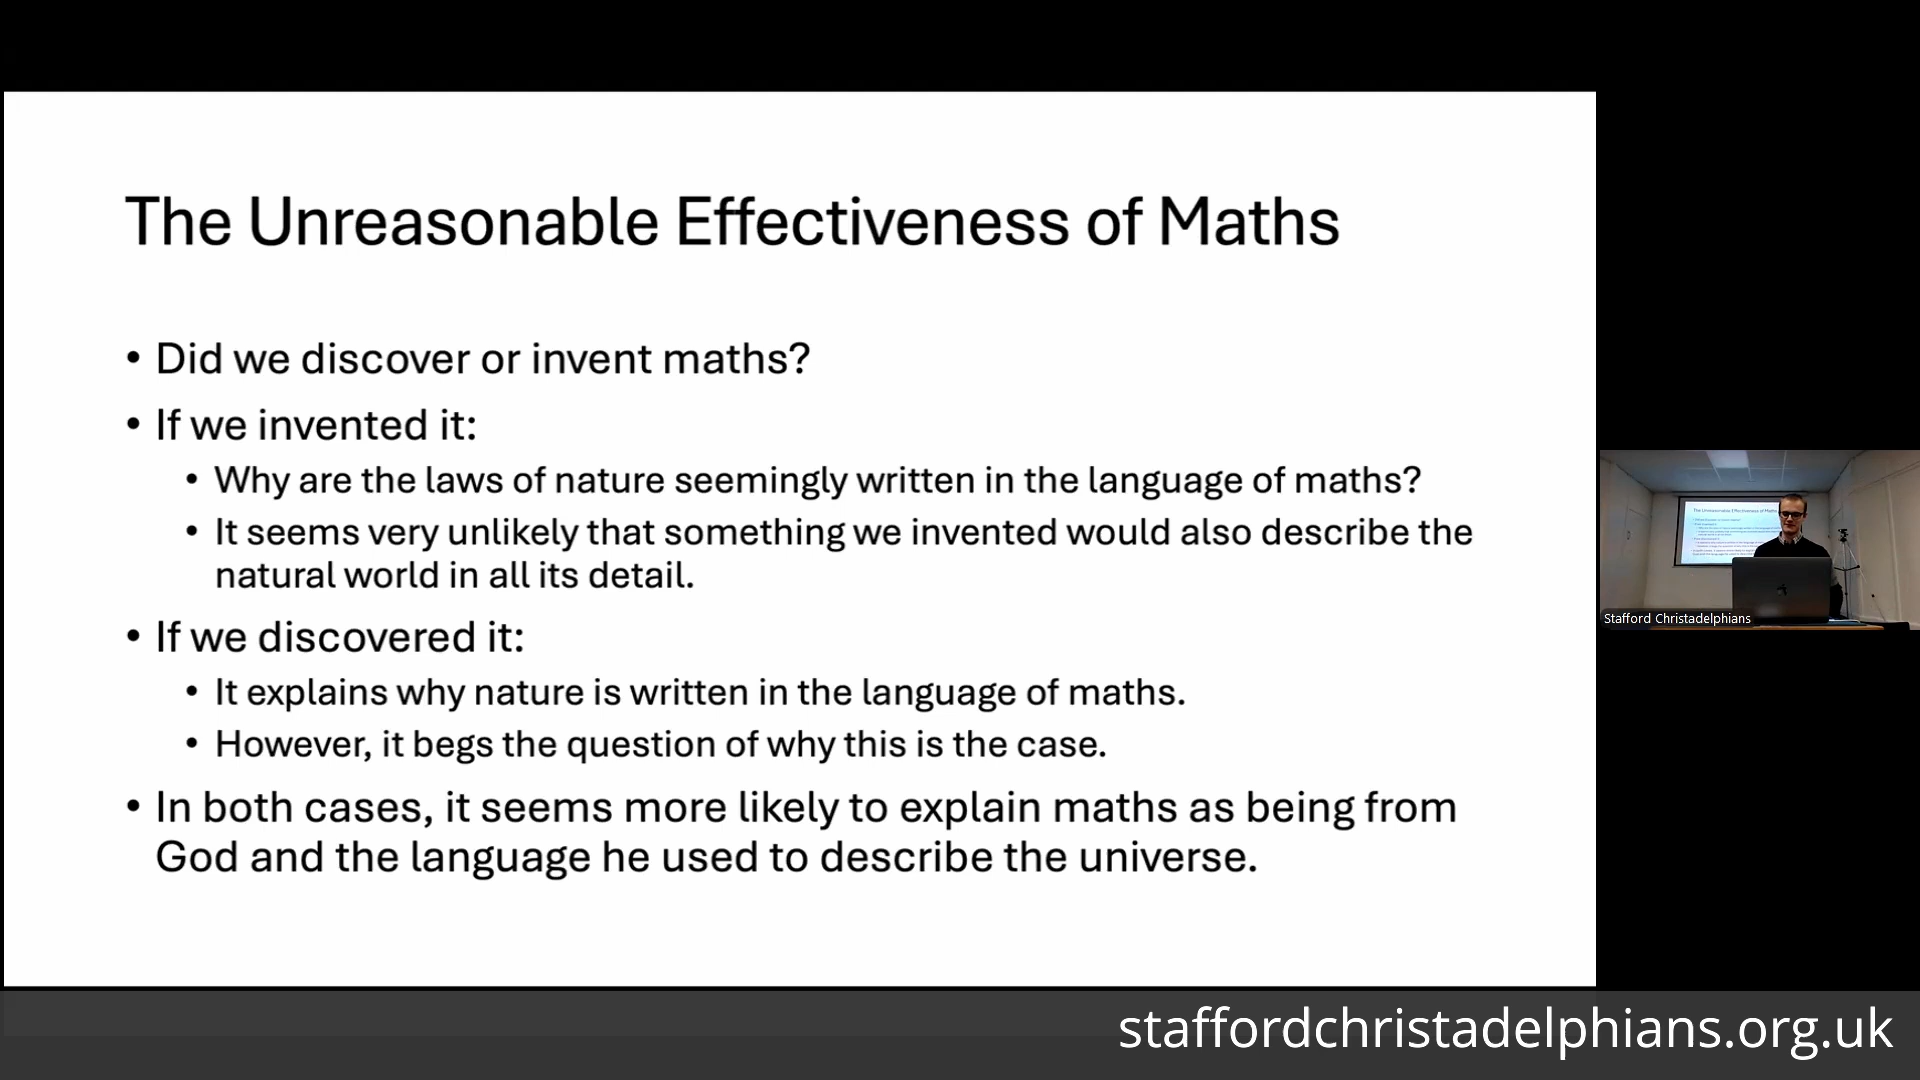 The Unreasonable Effectiveness of Maths
• Did we discover or invent maths?
• If we invented it:
• Why are the laws of nature seemingly written in the language of maths?
• It seems very unlikely that something we invented would also describe the
natural world in all its detail.
• If we discovered it:
• It explains why nature is written in the language of maths.
• However, it begs the question of why this is the case.
• In both cases, it seems more likely to explain maths as being from
God and the language he used to describe the universe.
The Unreasonable Effectiveness of Maths
Stafford Christadelphians
staffordchristadelphians.org.uk